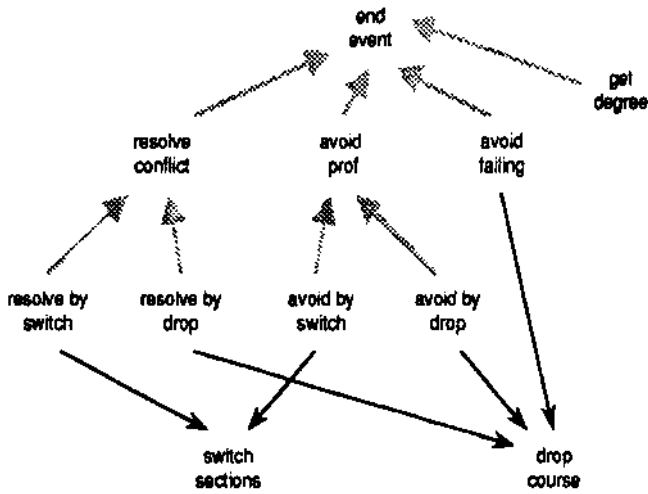 end
event
get
degree
resolve
conflict
avoid
prof
avoid
failing
resolve by
switch
resolve by
drop
avoid by
switch
avoid by
drop
switch
sections
drop
course